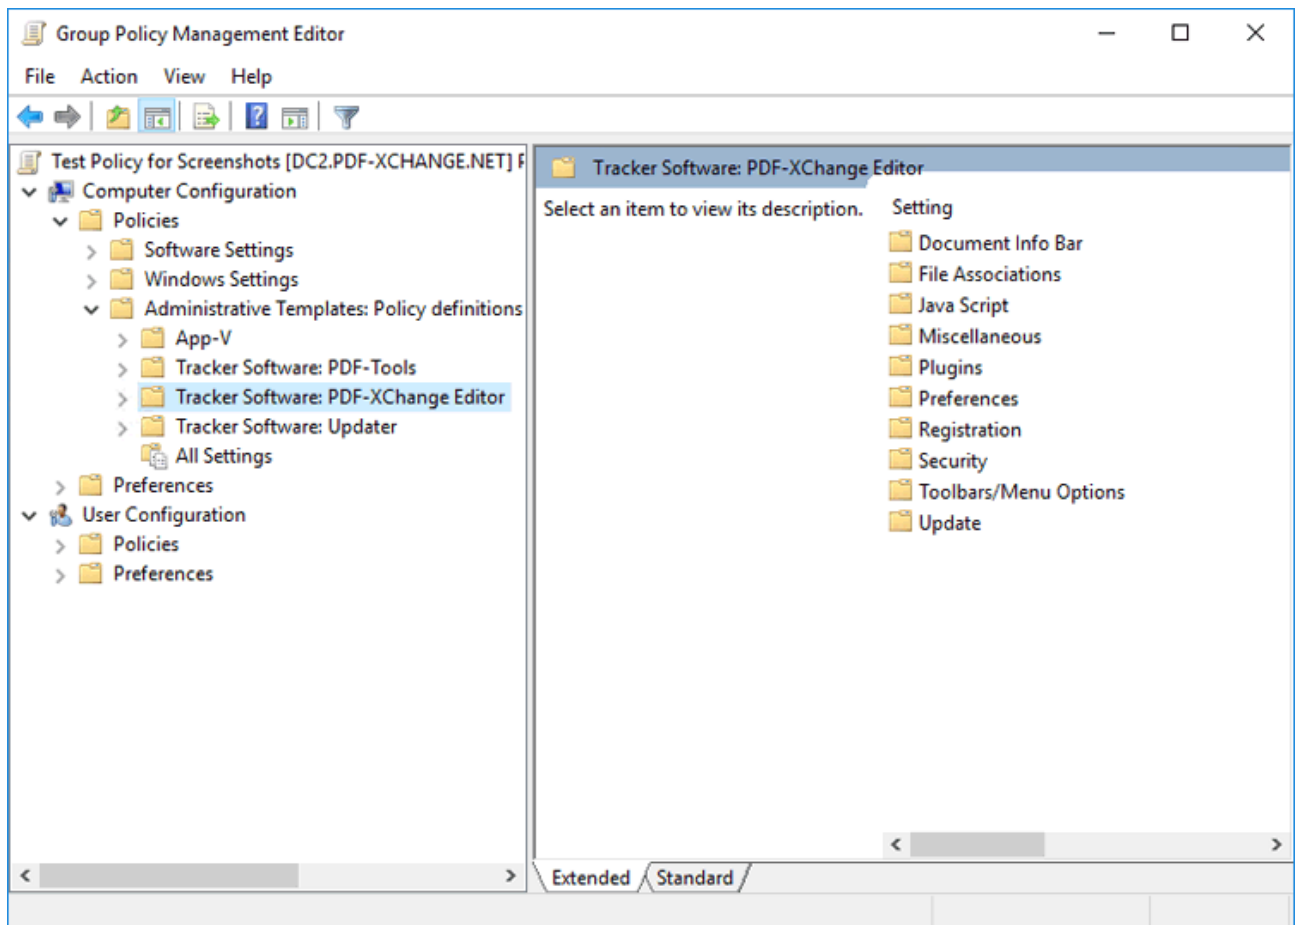 Group Policy Management Editor
File Action View Help
Test Policy for Screenshots [DC2.PDF-XCHANGE.NET]
Computer Configuration
Policies
Software Settings
Windows Settings
Administrative Templates: Policy definitions
App-V
Tracker Software: PDF-Tools
Tracker Software: PDF-XChange Editor
Tracker Software: Updater
All Settings
Preferences
User Configuration
Policies
Preferences
Tracker Software: PDF-XChange Editor
Select an item to view its description.
Setting
Document Info Bar
File Associations
Java Script
Miscellaneous
Plugins
Preferences
Registration
Security
Toolbars/Menu Options
Update
Extended Standard